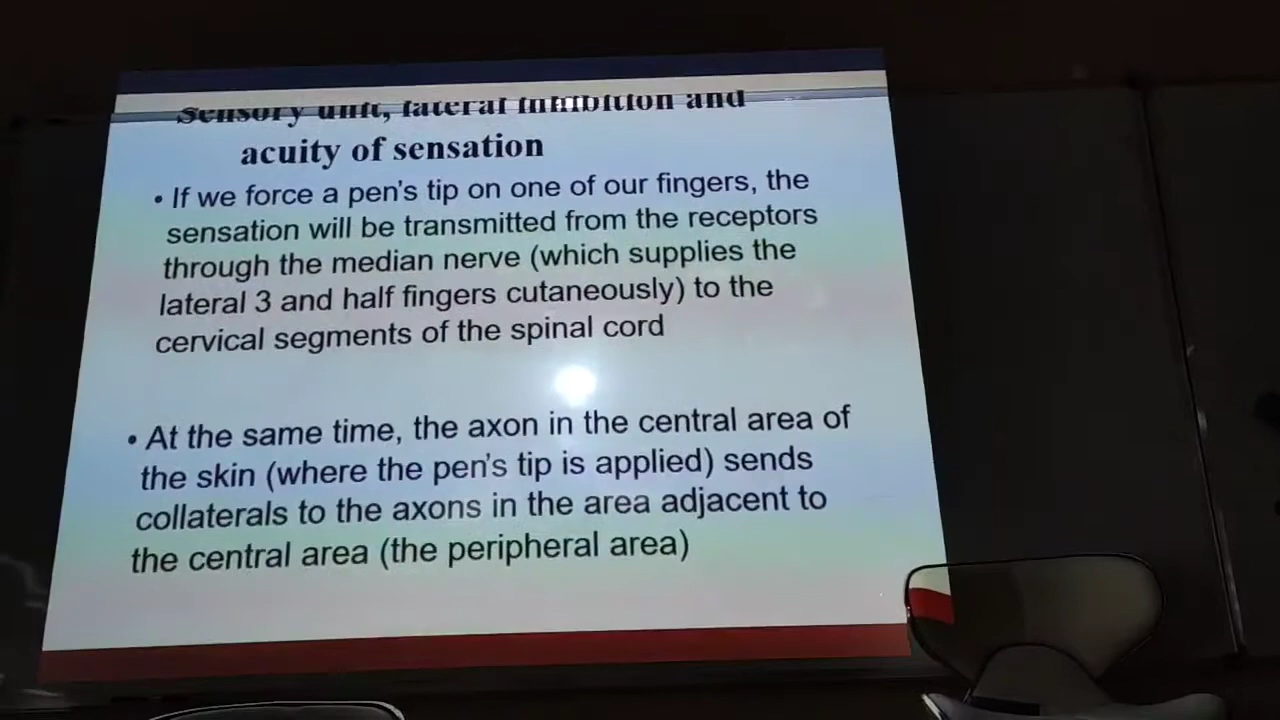 Sensory unit, lateral inhibition and
acuity of sensation
• If we force a pen's tip on one of our fingers, the
sensation will be transmitted from the receptors
through the median nerve (which supplies the
lateral 3 and half fingers cutaneously) to the
cervical segments of the spinal cord
• At the same time, the axon in the central area of
the skin (where the pen's tip is applied) sends
collaterals to the axons in the area adjacent to
the central area (the peripheral area)